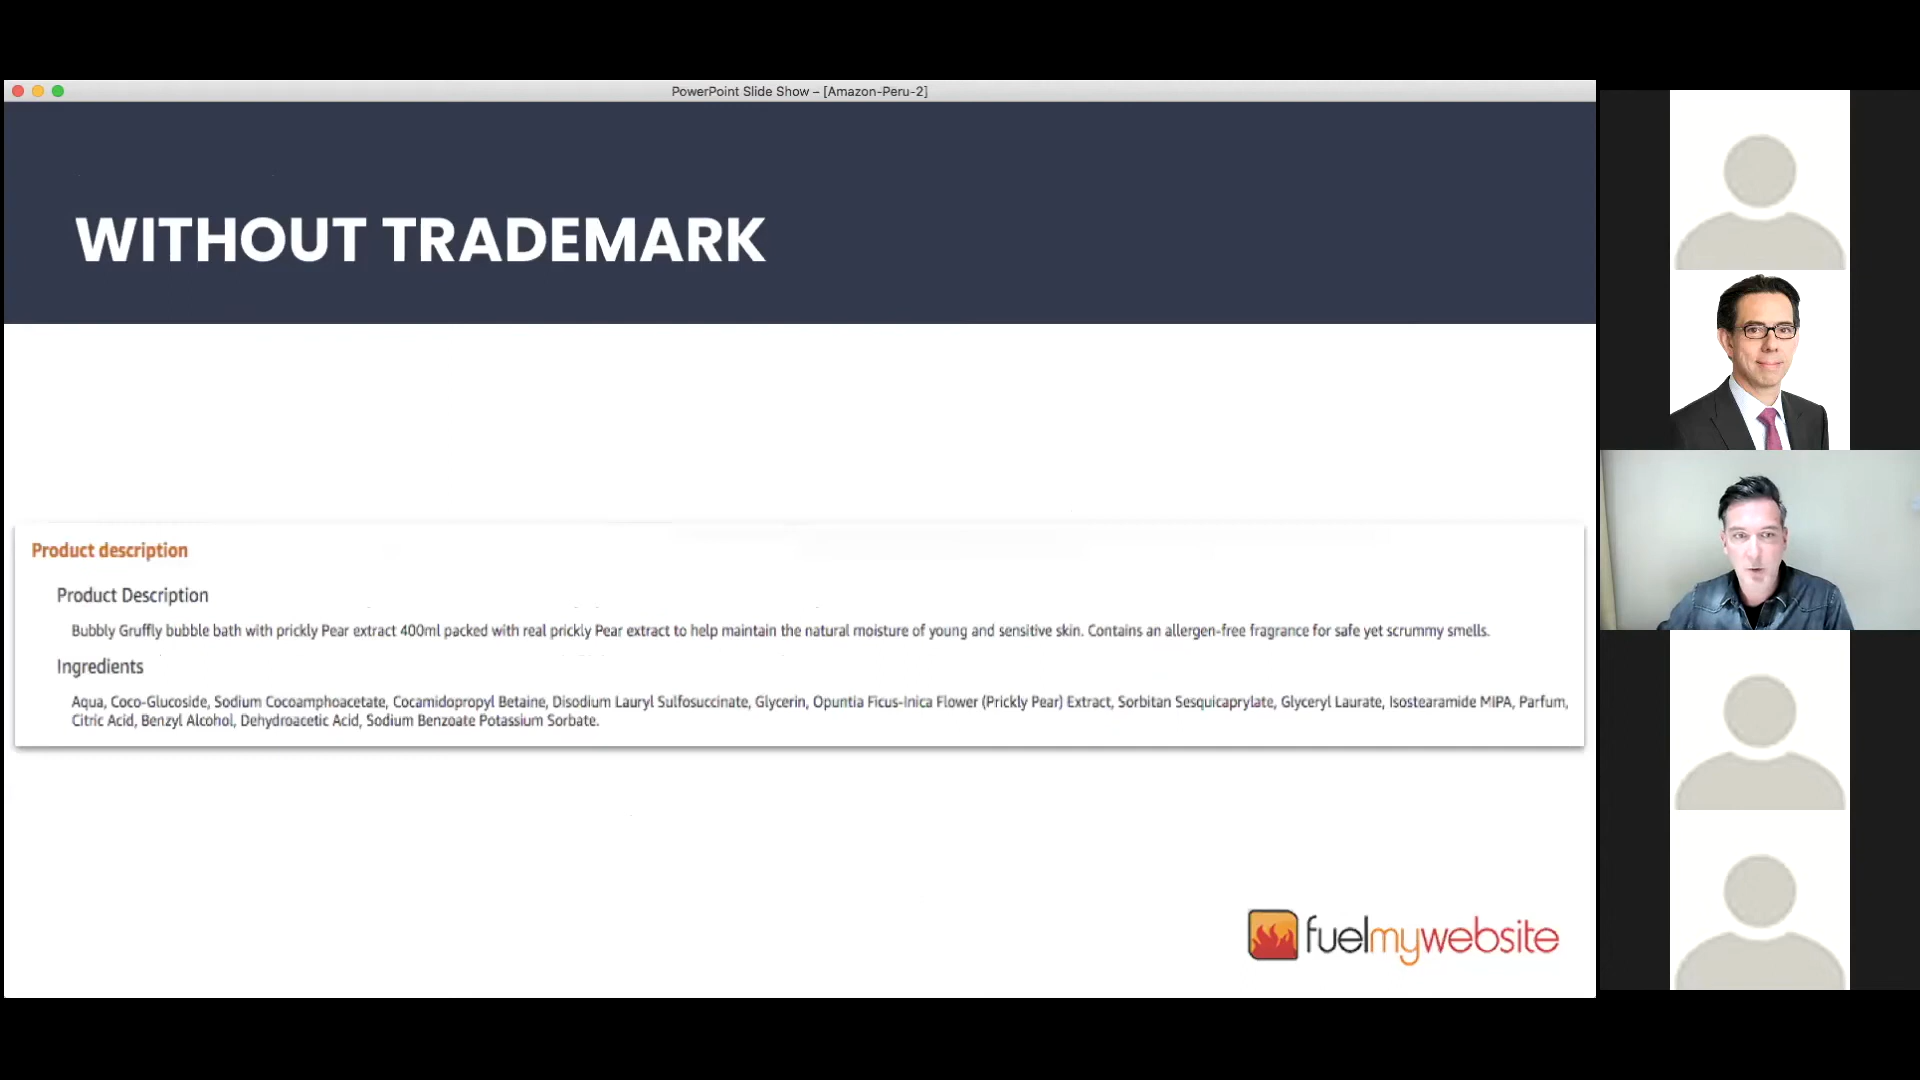 PowerPoint Slide Show – [Amazon-Peru-2]
WITHOUT TRADEMARK
Product description
Product Description
Bubbly Gruffly bubble bath with prickly Pear extract 400ml packed with real prickly Pear extract to help maintain the natural moisture of young and sensitive skin. Contains an allergen-free fragrance for safe yet scrummy smells.
Ingredients
Aqua, Coco-Glucoside, Sodium Cocoamphoacetate, Cocamidopropyl Betaine, Disodium Lauryl Sulfosuccinate, Glycerin, Opuntia Ficus-Inica Flower (Prickly Pear) Extract, Sorbitan Sesquicaprylate, Glyceryl Laurate, Isostearamide MIPA, Parfum,
Citric Acid, Benzyl Alcohol, Dehydroacetic Acid, Sodium Benzoate Potassium Sorbate.
fuelmywebsite